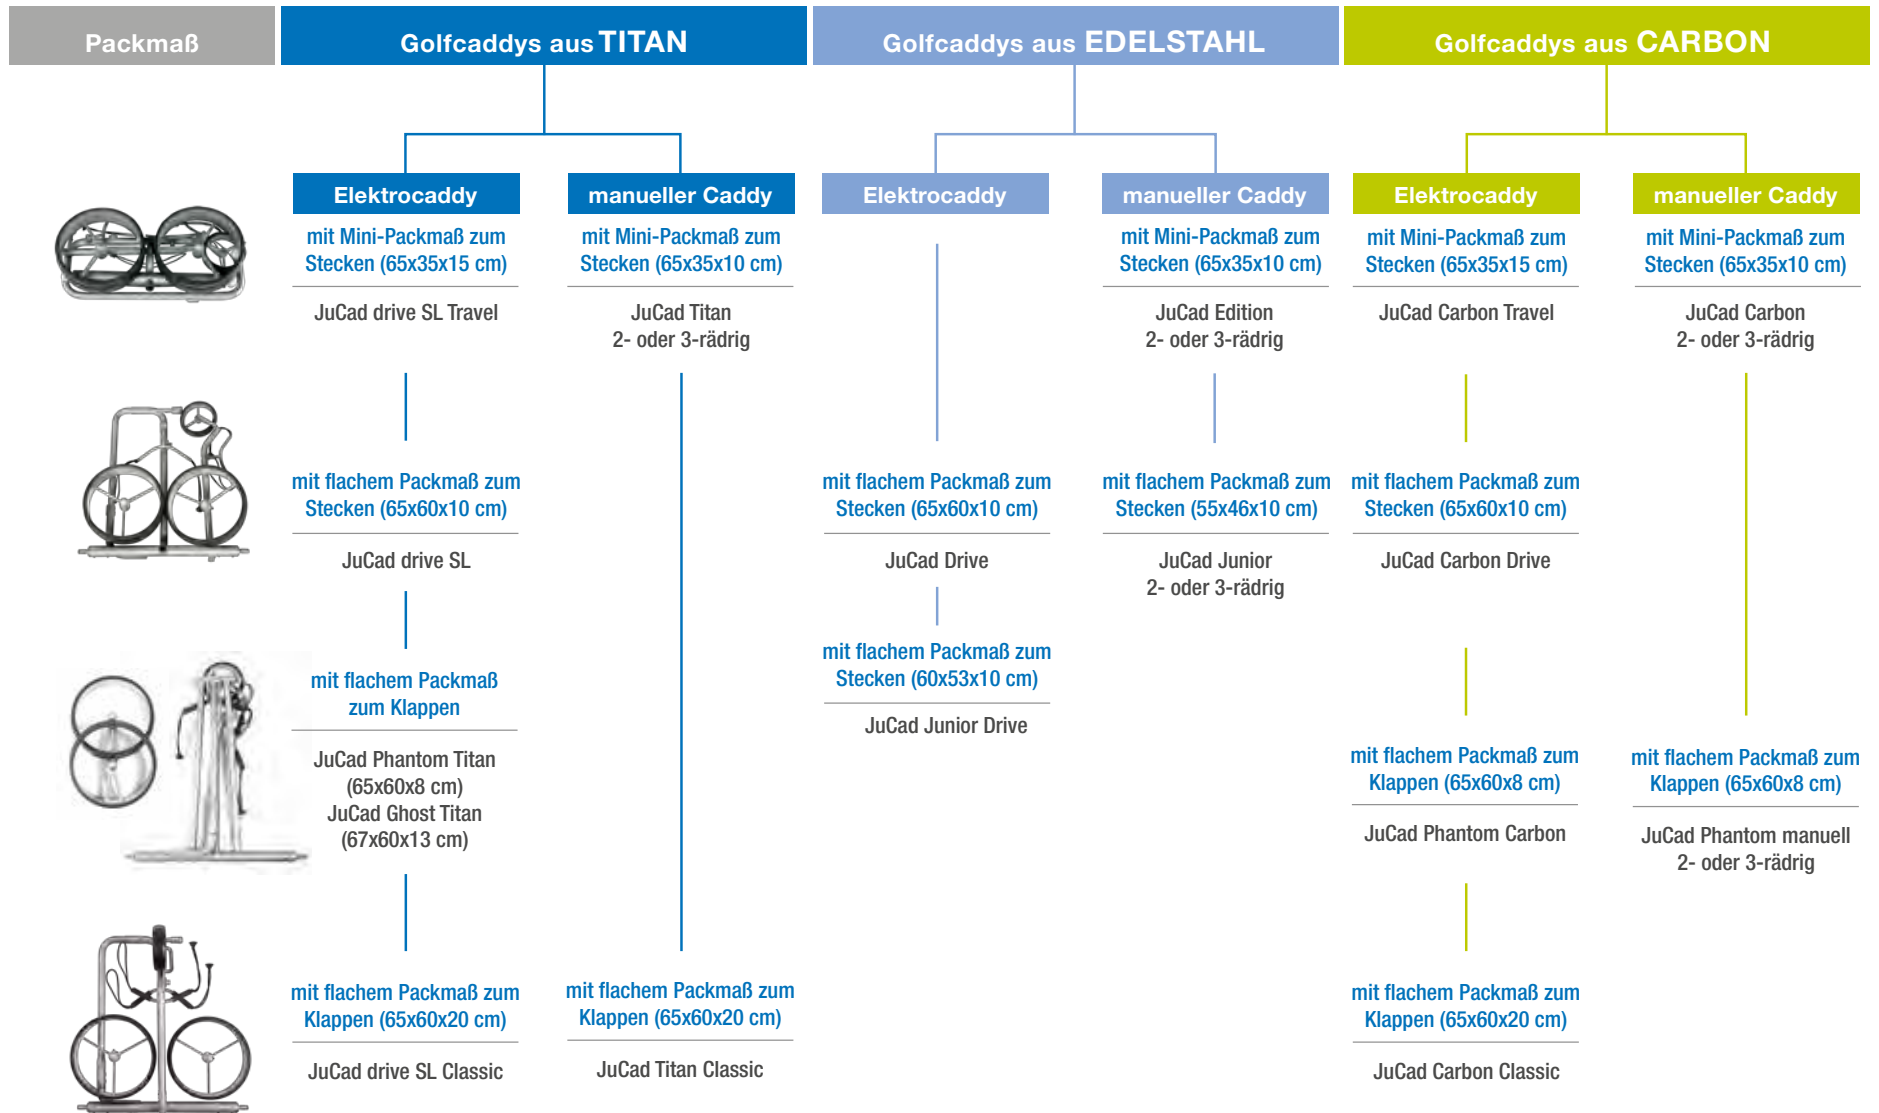 Packmaß
Golfcaddys aus TITAN
Golfcaddys aus EDELSTAHL
Golfcaddys aus CARBON
Elektrocaddy
manueller Caddy
Elektrocaddy
manueller Caddy
Elektrocaddy
manueller Caddy
mit Mini-Packmaß zum
Stecken (65x35x15 cm)
JuCad drive SL Travel
mit Mini-Packmaß zum
Stecken (65x35x10 cm)
JuCad Titan
2- oder 3-rädrig
mit Mini-Packmaß zum
Stecken (65x35x10 cm)
JuCad Edition
2- oder 3-rädrig
mit Mini-Packmaß zum
Stecken (65x35x15 cm)
JuCad Carbon Travel
mit Mini-Packmaß zum
Stecken (65x35x10 cm)
JuCad Carbon
2- oder 3-rädrig
mit flachem Packmaß zum
Stecken (65x60x10 cm)
JuCad drive SL
mit flachem Packmaß zum
Stecken (65x60x10 cm)
JuCad Drive
mit flachem Packmaß zum
Stecken (55x46x10 cm)
JuCad Junior
2- oder 3-rädrig
mit flachem Packmaß zum
Stecken (65x60x10 cm)
JuCad Carbon Drive
mit flachem Packmaß
zum Klappen
JuCad Phantom Titan
(65x60x8 cm)
JuCad Ghost Titan
(67x60x13 cm)
mit flachem Packmaß zum
Stecken (60x53x10 cm)
JuCad Junior Drive
mit flachem Packmaß zum
Klappen (65x60x8 cm)
JuCad Phantom Carbon
mit flachem Packmaß zum
Klappen (65x60x8 cm)
JuCad Phantom manuell
2- oder 3-rädrig
mit flachem Packmaß zum
Klappen (65x60x20 cm)
JuCad drive SL Classic
mit flachem Packmaß zum
Klappen (65x60x20 cm)
JuCad Titan Classic
mit flachem Packmaß zum
Klappen (65x60x20 cm)
JuCad Carbon Classic